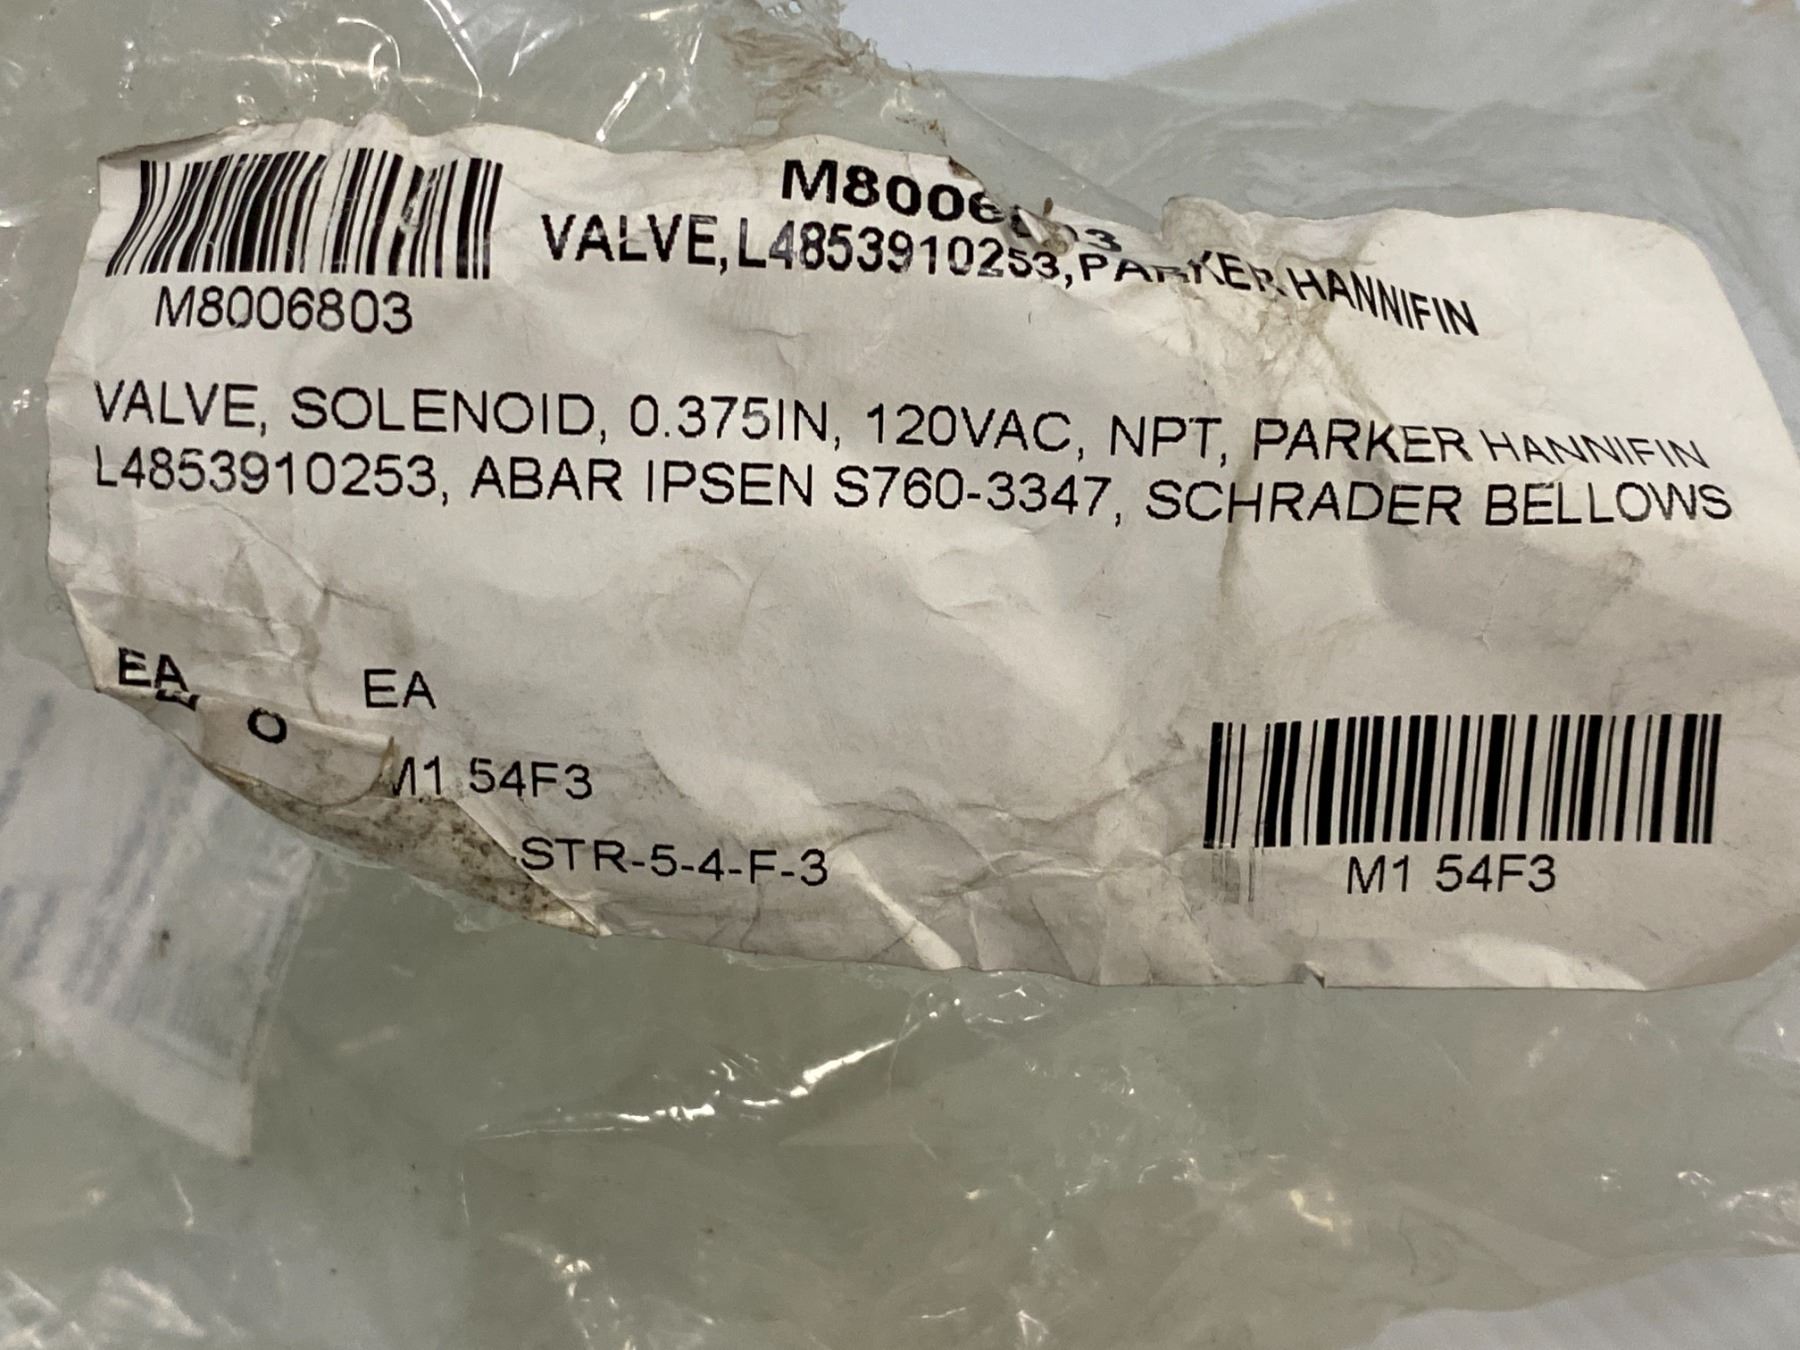 M8006803
VALVE, L4853910253, PARKER HANNIFIN
M8006803
VALVE, SOLENOID, 0.375IN, 120VAC, NPT, PARKER HANNIFIN
L4853910253, ABAR IPSEN S760-3347, SCHRADER BELLOWS
EA EA
O
M1 54F3
STR-5-4-F-3
M1 54F3